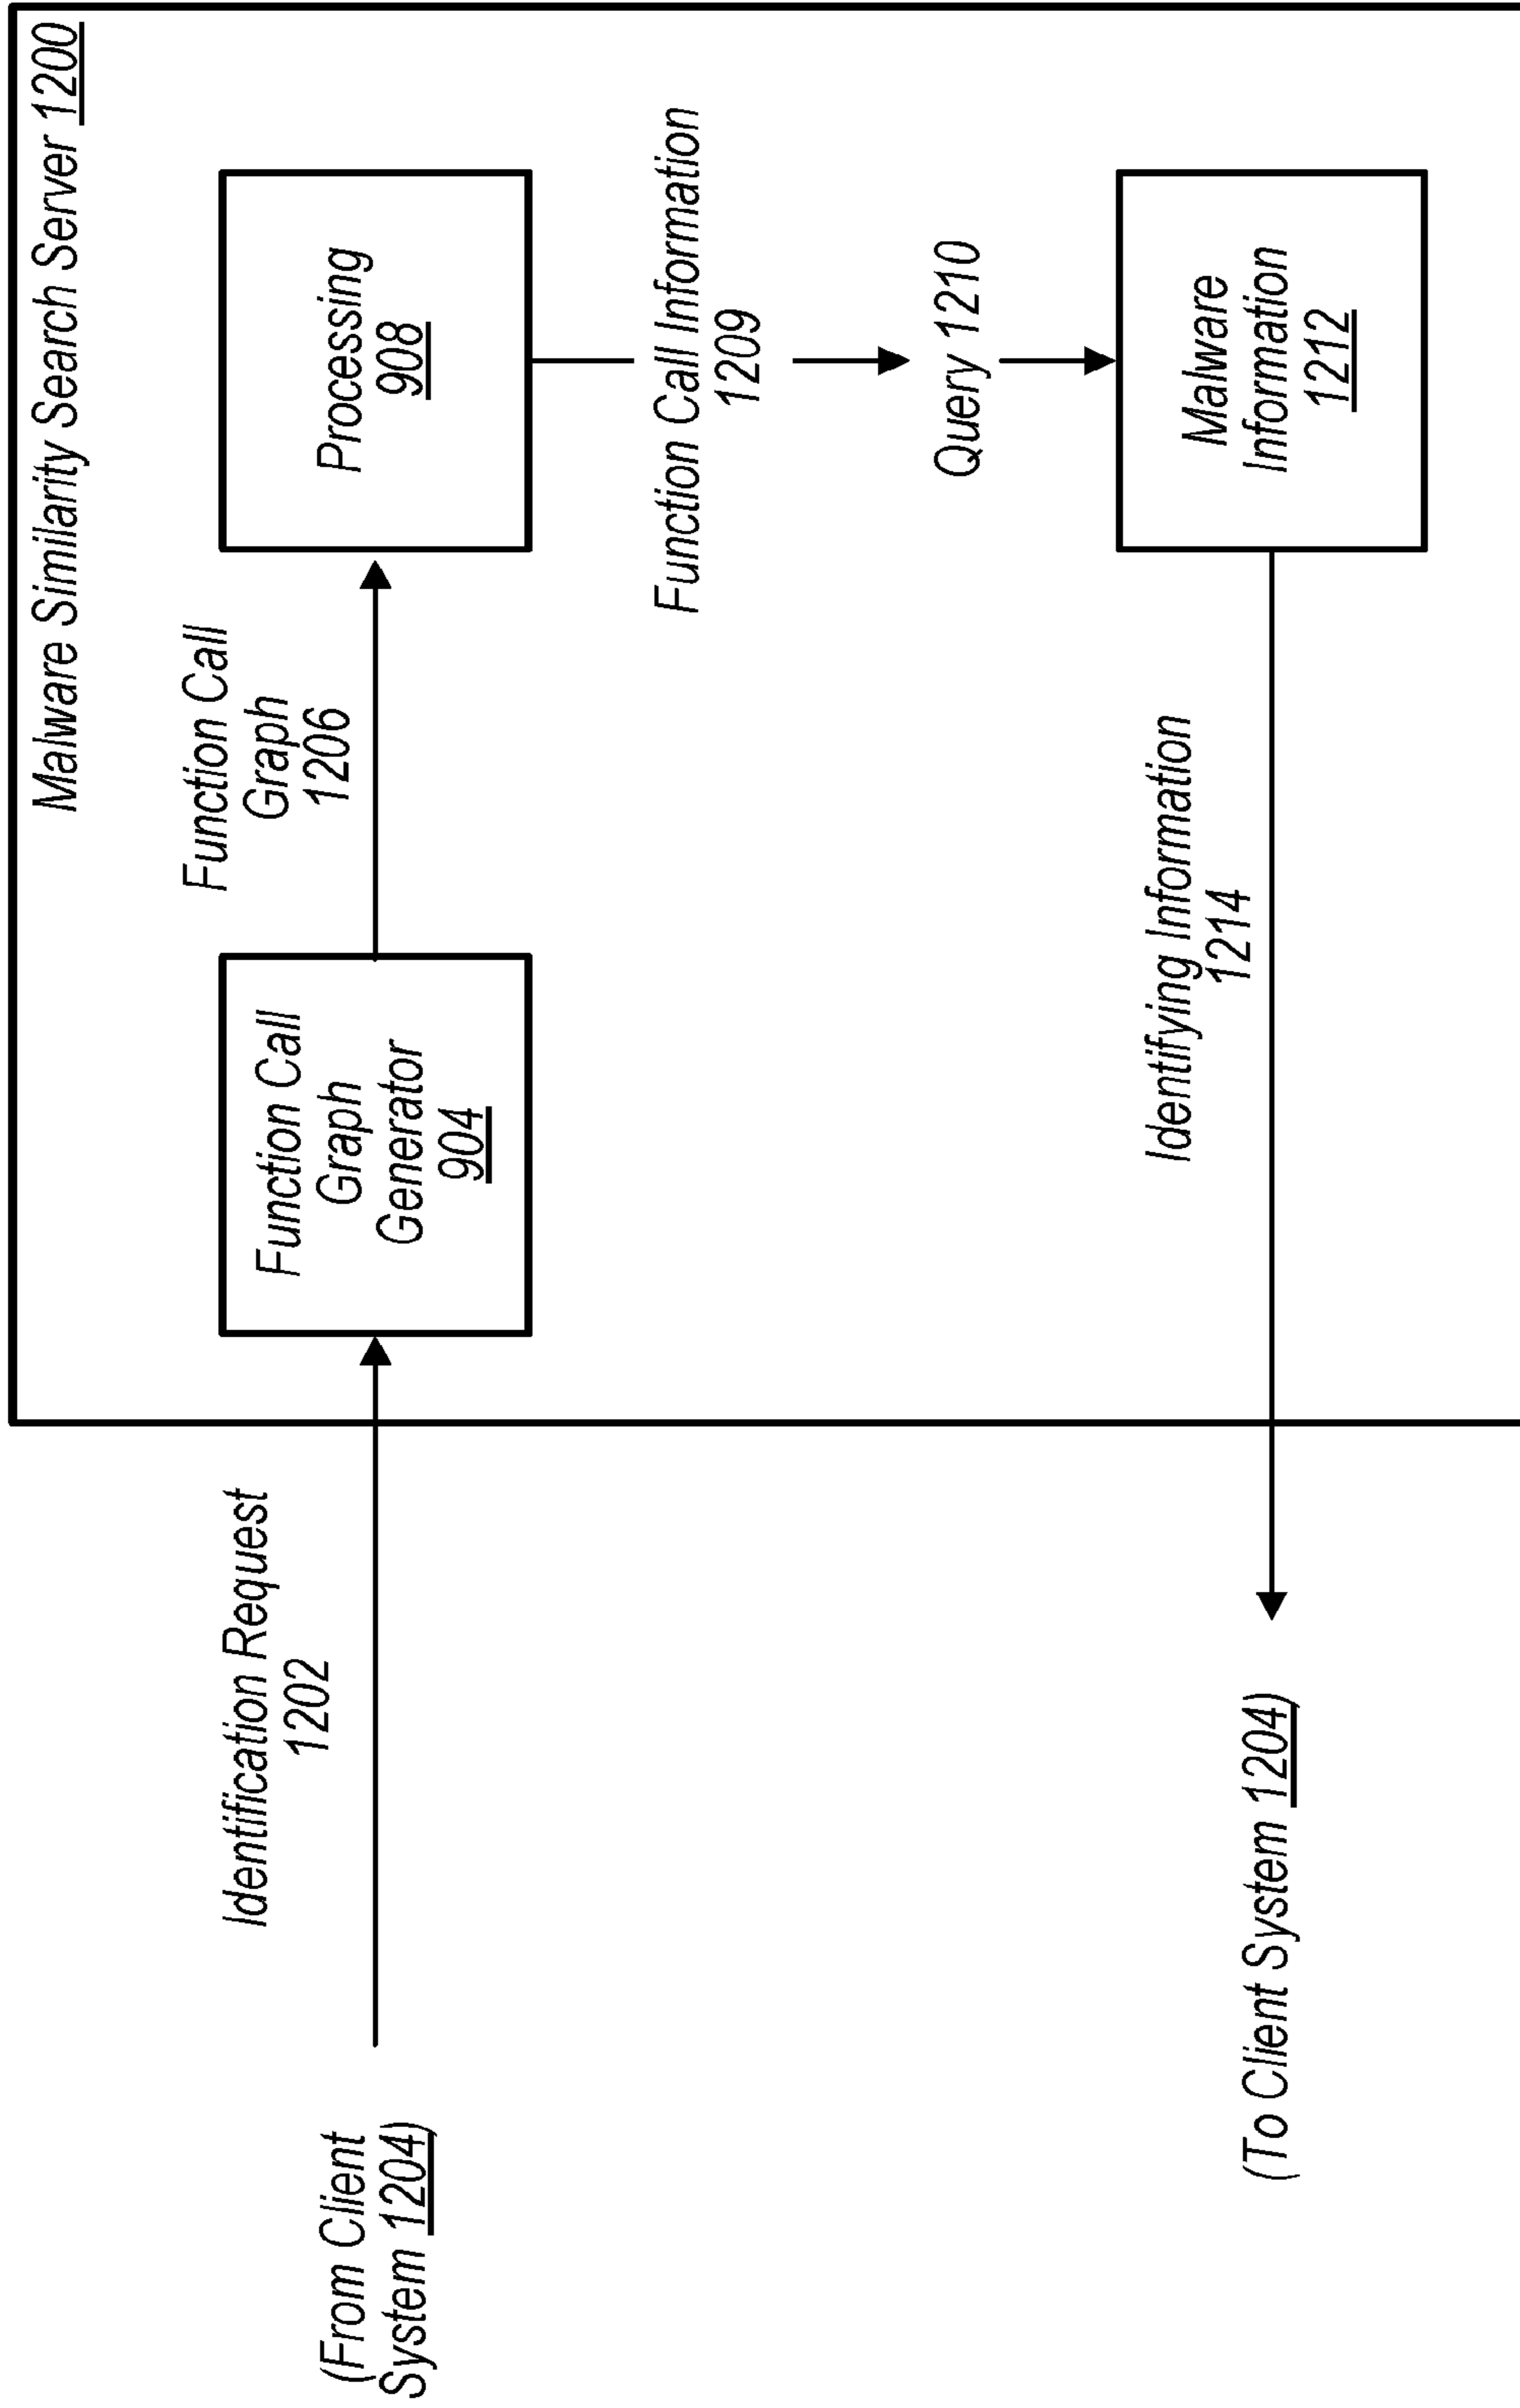 Malware Similarity Search Server 1200
(From Client
System 1204)
Identification Request
1202
Function Call
Graph
Generator
904
Function Call
Graph
1206
Processing
908
Function Call Information
1209
Query 1210
Malware
Information
1212
Identifying Information
1214
(To Client System 1204)